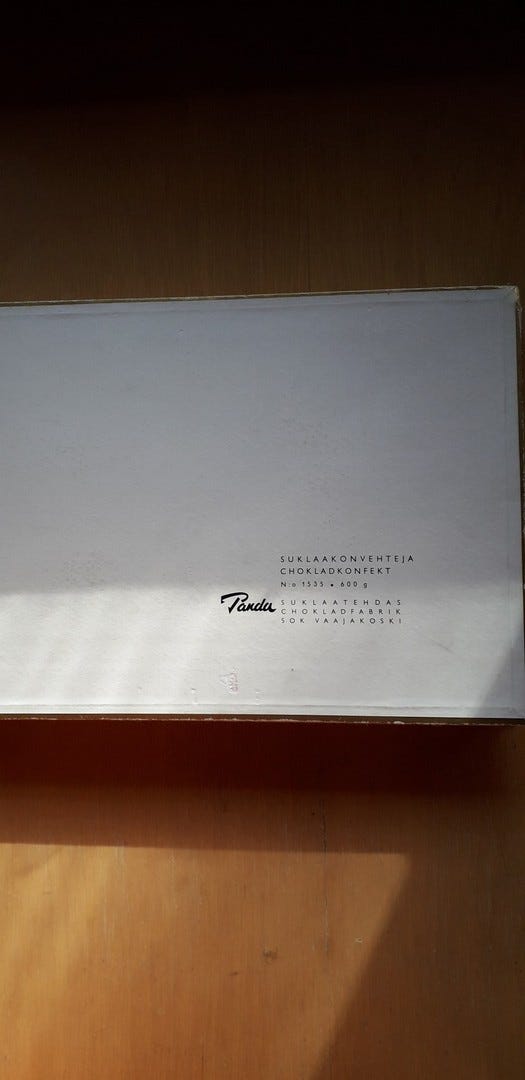 SUKLAAKONVEHTEJA
CHOKLADKONFEKT
N:o 1535 • 600 g
Panda
SUKLAATEHDAS
CHOKLADFABRIK
SOK VAAJAKOSKI